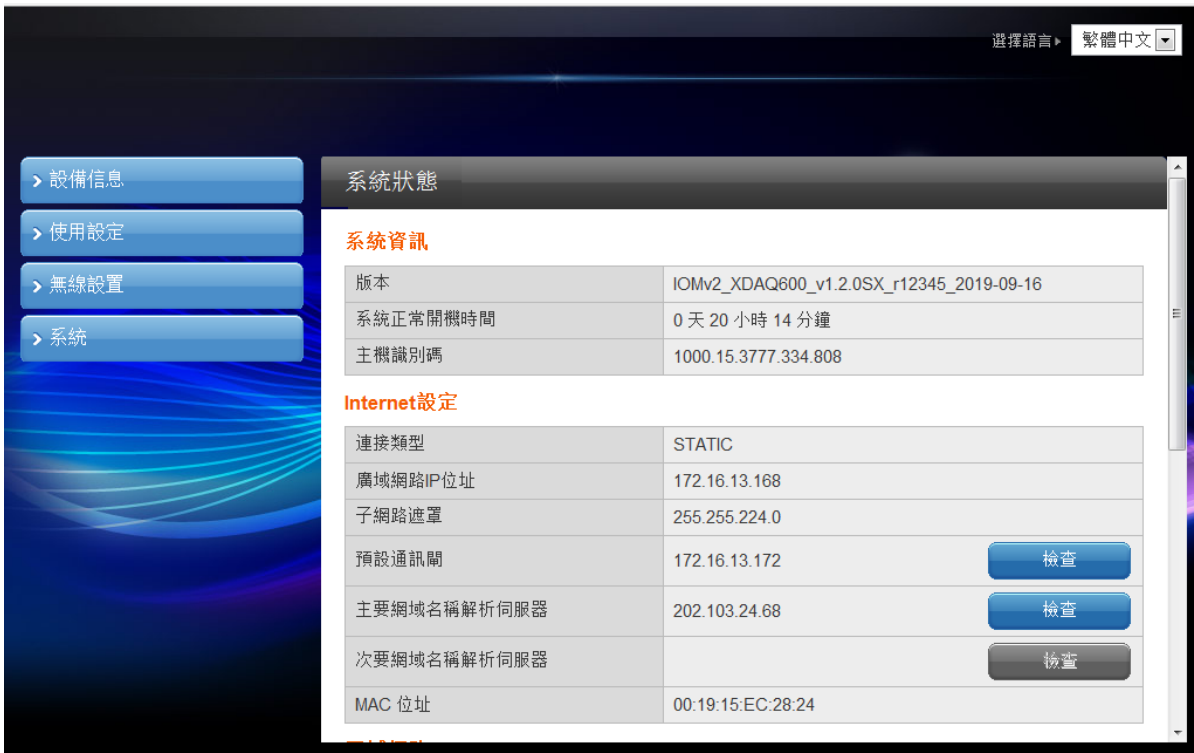 選擇語言▸ 繁體中文
設備信息
使用設定
無線設置
系統
系統狀態
系統資訊
版本 IOMv2_XDAQ600_v1.2.0SX_r12345_2019-09-16
系統正常開機時間 0 天 20 小時 14 分鐘
主機識別碼 1000.15.3777.334.808
Internet設定
連接類型 STATIC
廣域網路IP位址 172.16.13.168
子網路遮罩 255.255.224.0
預設通訊閘 172.16.13.172 檢查
主要網域名稱解析伺服器 202.103.24.68 檢查
次要網域名稱解析伺服器 檢查
MAC 位址 00:19:15:EC:28:24